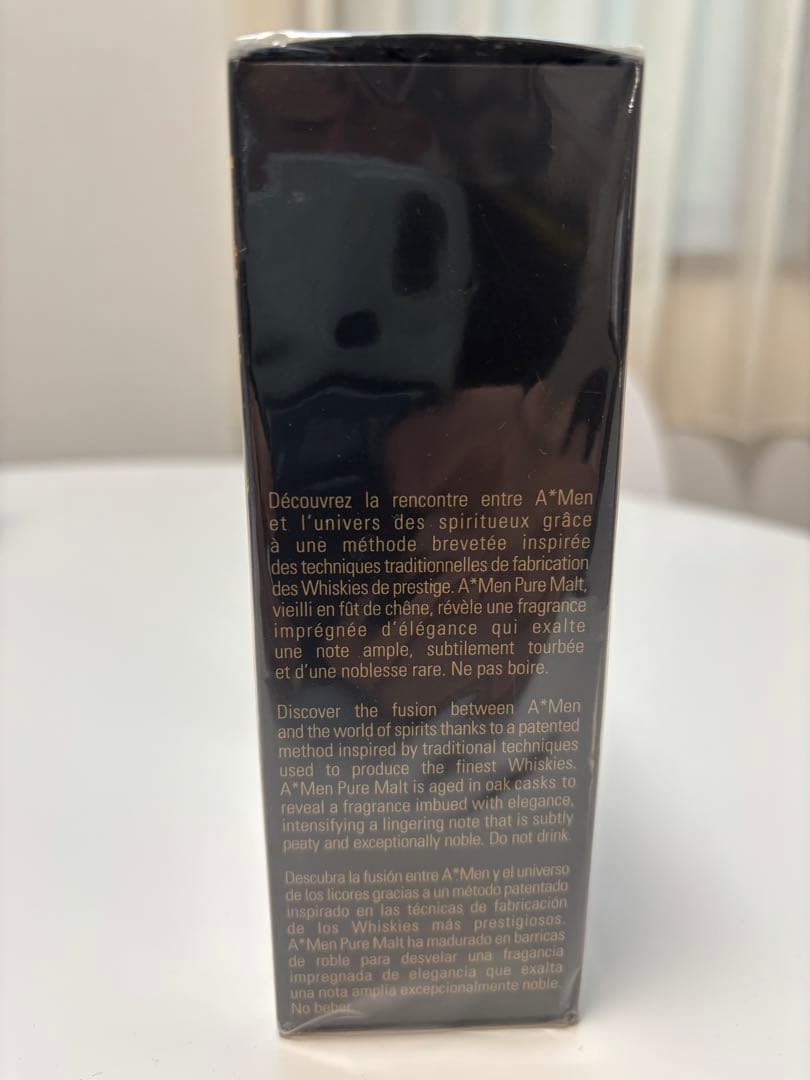 Découvrez la rencontre entre A*Men
et l'univers des spiritueux grâce
à une méthode brevetée inspirée
des techniques traditionnelles de fabrication
des Whiskies de prestige. A*Men Pure Malt,
vieilli en fût de chêne, révèle une fragrance
imprégnée d'élégance qui exalte
une note ample, subtilement tourbée
et d'une noblesse rare. Ne pas boire.
Discover the fusion between A*Men
and the world of spirits thanks to a patented
method inspired by traditional techniques
used to produce the finest Whiskies.
A*Men Pure Malt is aged in oak casks to
reveal a fragrance imbued with elegance,
intensifying a lingering note that is subtly
peaty and exceptionally noble. Do not drink.
Descubra la fusión entre A*Men y el universo
de los licores gracias a un método patentado
inspirado en las técnicas de fabricación
de los Whiskies más prestigiosos.
A*Men Pure Malt ha madurado en barricas
de roble para desvelar una fragancia
impregnada de elegancia que exalta
una nota amplia excepcionalmente noble.
No beber.